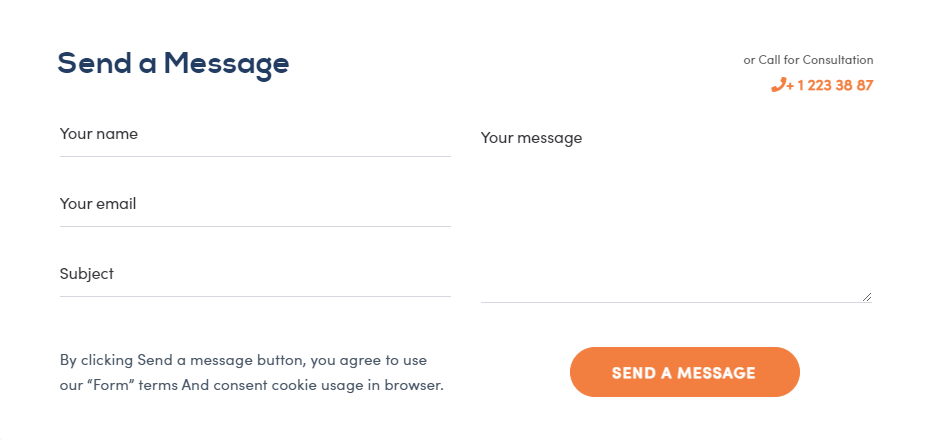 Send a Message
or Call for Consultation
+ 1 223 38 87
Your name
Your message
Your email
Subject
By clicking Send a message button, you agree to use
our “Form” terms And consent cookie usage in browser.
SEND A MESSAGE